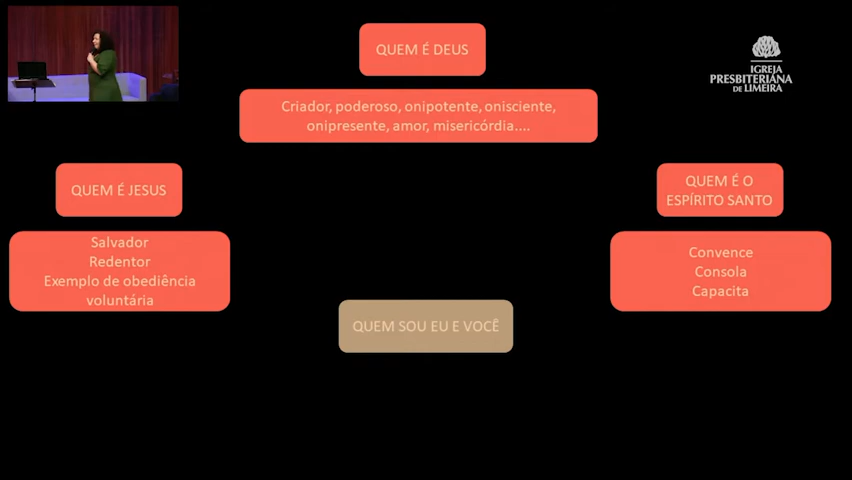 QUEM É DEUS
Criador, poderoso, onipotente, onisciente,
onipresente, amor, misericórdia....
IGREJA
PRESBITERIANA
DE LIMEIRA
QUEM É JESUS
Salvador
Redentor
Exemplo de obediência
voluntária
QUEM É O
ESPÍRITO SANTO
Convence
Consola
Capacita
QUEM SOU EU E VOCÊ